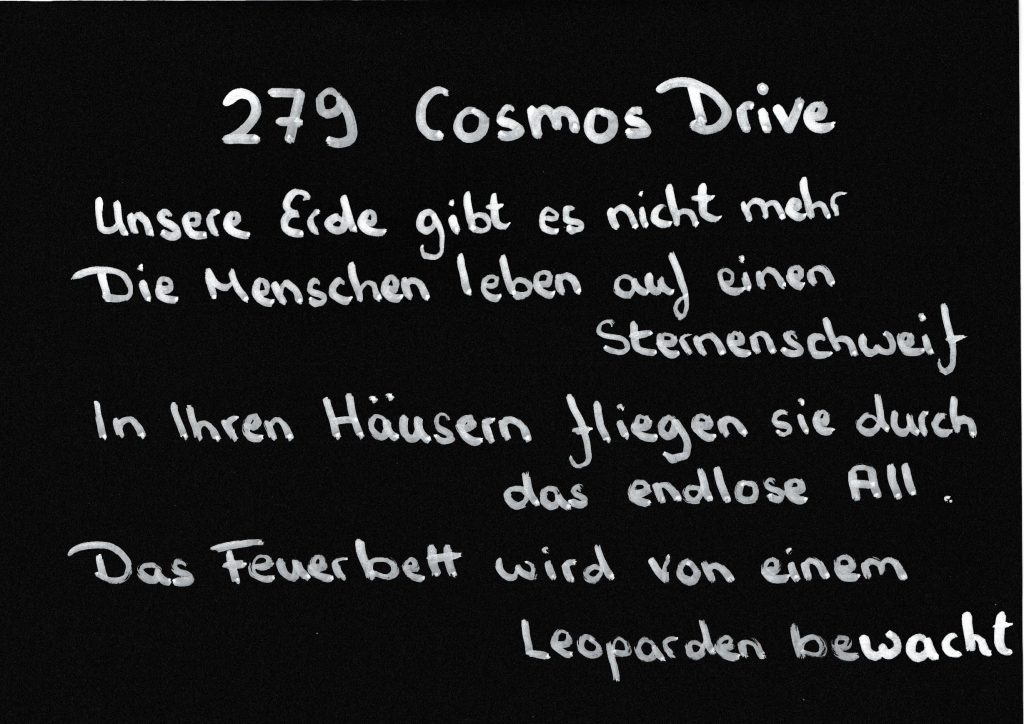 279 Cosmos Drive
Unsere Erde gibt es nicht mehr
Die Menschen leben auf einen
Sternenschweif
In Ihren Häusern fliegen sie durch
das endlose All.
Das Feuerbett wird von einem
Leoparden bewacht